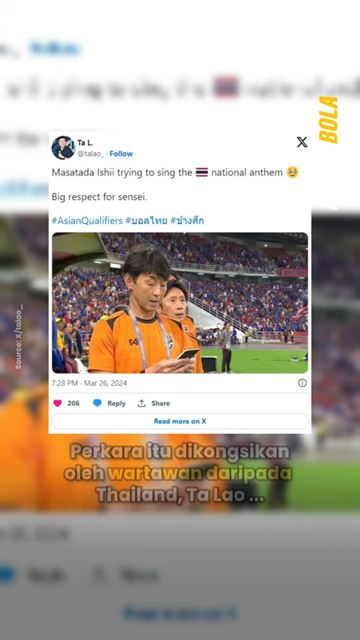 BOLA
Ta L.
@talao_ · Follow
X
Masatada Ishii trying to sing the 🇹🇭 national anthem 🥹
Big respect for sensei.
#AsianQualifiers #บอลไทย #ช้างศึก
7:28 PM · Mar 26, 2024
206 Reply Share
Read more on X
Source: X/talao_
Perkara itu dikongsikan
oleh wartawan daripada
Thailand, Ta Lao ...